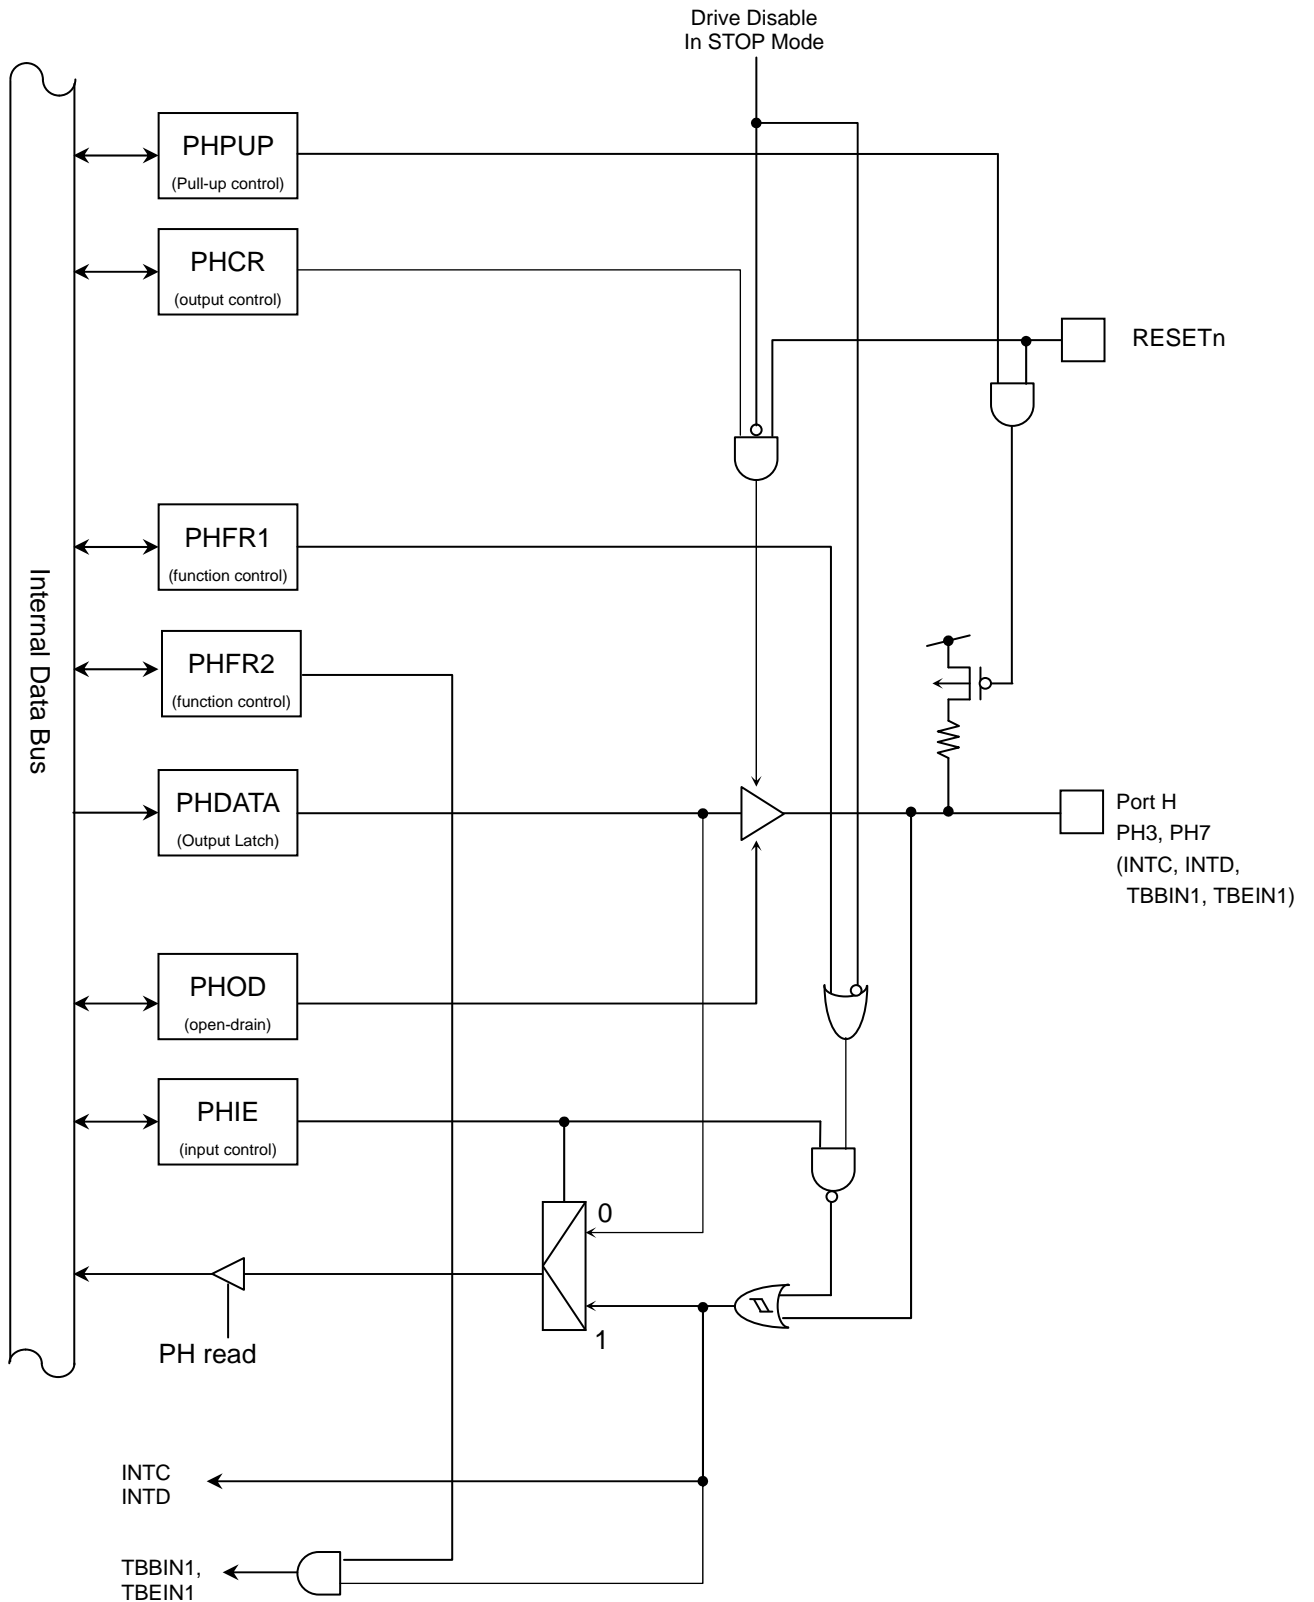 Drive Disable
In STOP Mode
PHPUP
(Pull-up control)
PHCR
(output control)
RESETn
PHFR1
(function control)
Internal Data Bus
PHFR2
(function control)
PHDATA
(Output Latch)
Port H
PH3, PH7
(INTC, INTD,
TBBIN1, TBEIN1)
PHOD
(open-drain)
PHIE
(input control)
0
1
PH read
INTC
INTD
TBBIN1,
TBEIN1